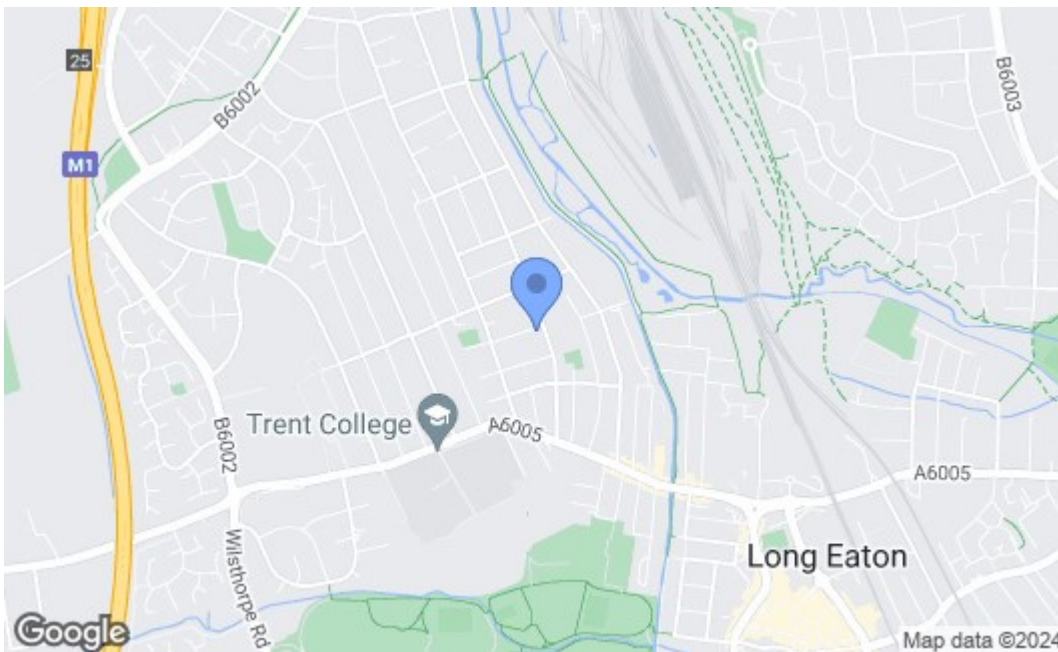 25
B6002
B6003
M1
Trent College
A6005
B6002
A6005
Wilsthorpe Rd
Long Eaton
Google
Map data ©2024